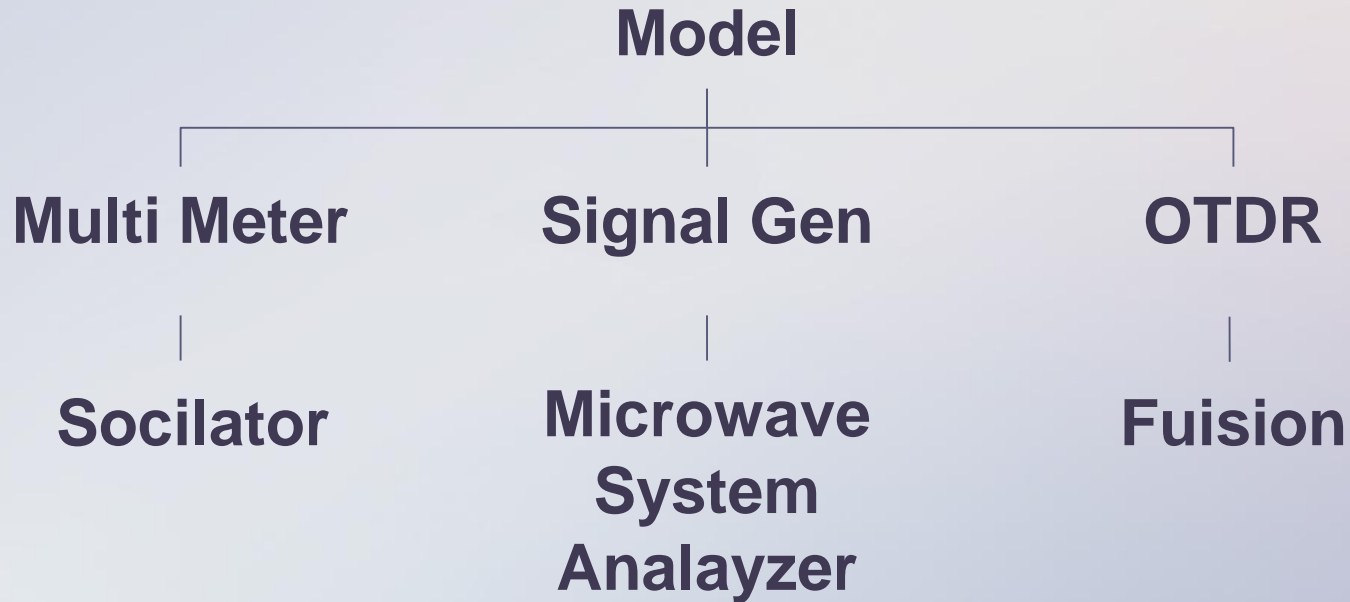 Model
Multi Meter
Signal Gen
OTDR
Socilator
Microwave
System
Analayzer
Fuision